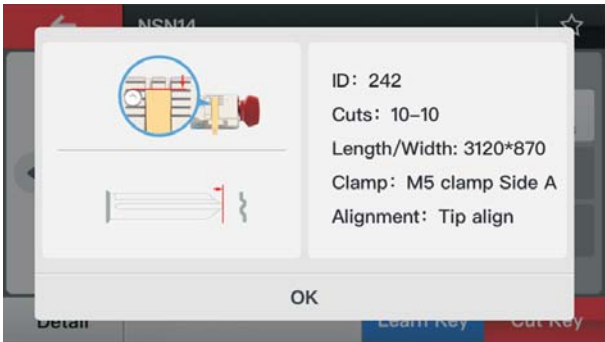 NSN14
ID: 242
Cuts: 10-10
Length/Width: 3120*870
Clamp: M5 clamp Side A
Alignment: Tip align
OK
Detail
Learn Key
Cut Key